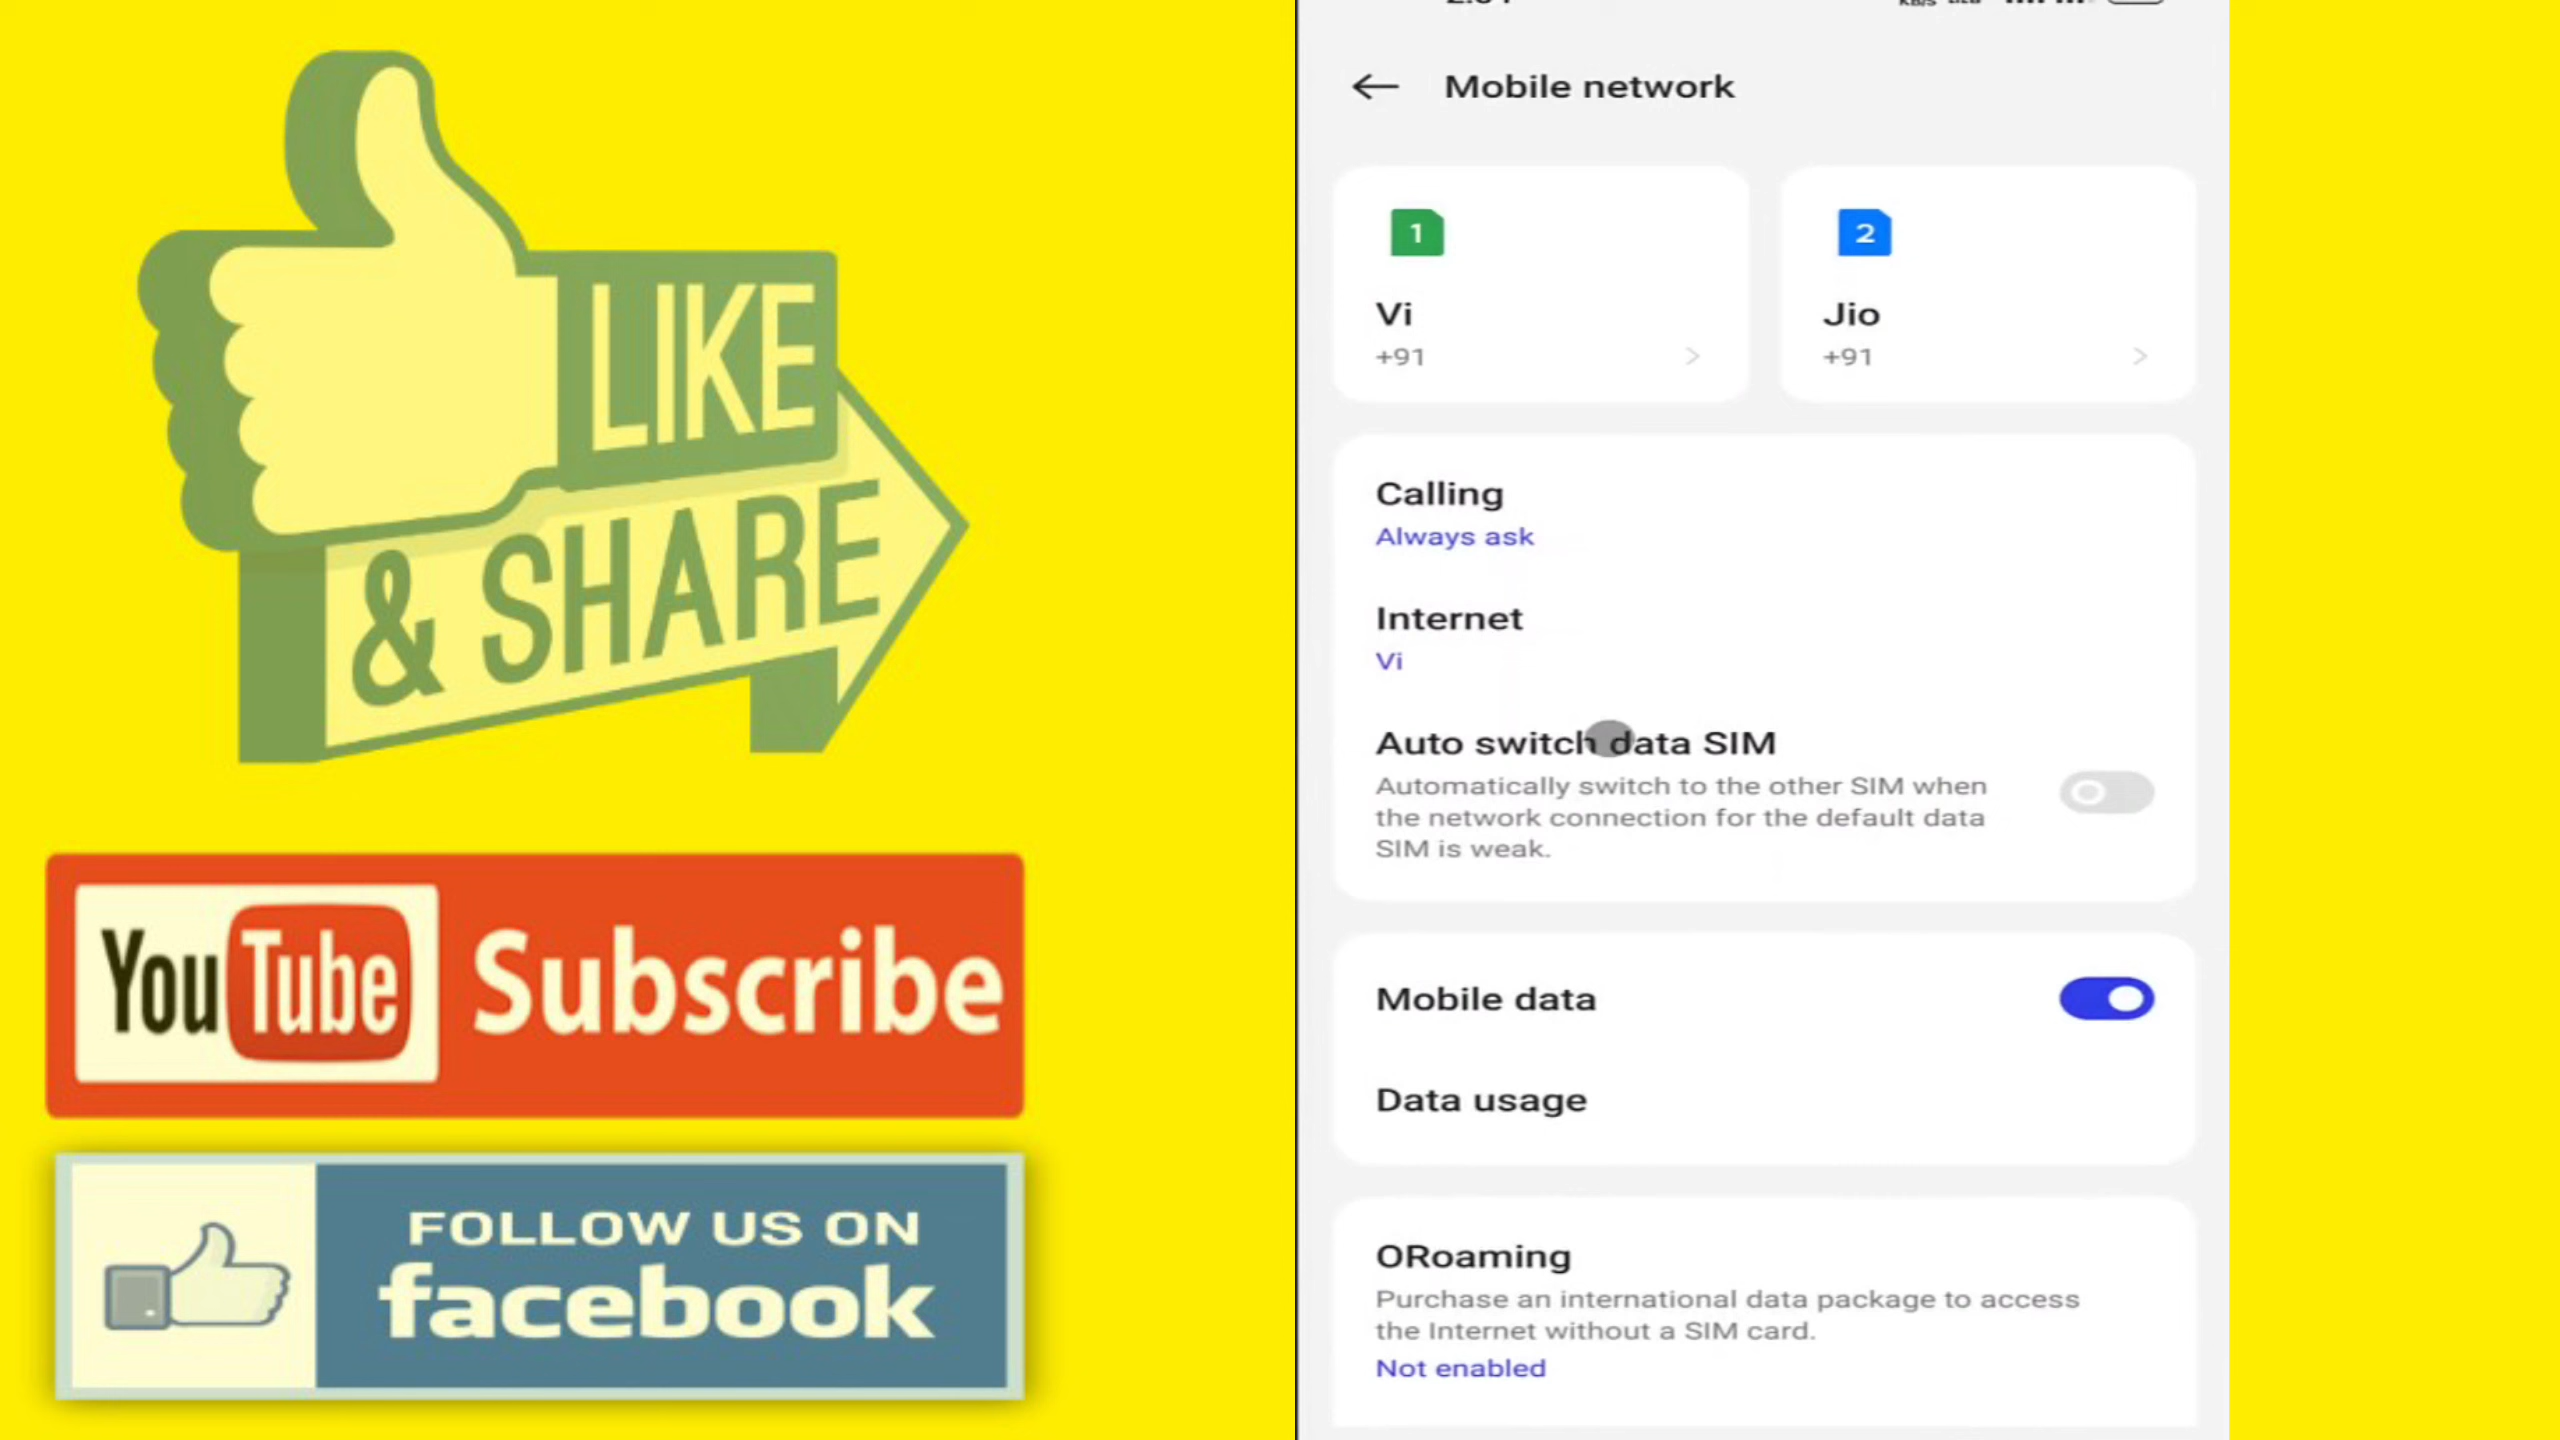 LIKE
& SHARE
YouTube Subscribe
FOLLOW US ON
facebook
Mobile network
1
Vi
+91
2
Jio
+91
Calling
Always ask
Internet
Vi
Auto switch data SIM
Automatically switch to the other SIM when
the network connection for the default data
SIM is weak.
Mobile data
Data usage
ORoaming
Purchase an international data package to access
the Internet without a SIM card.
Not enabled